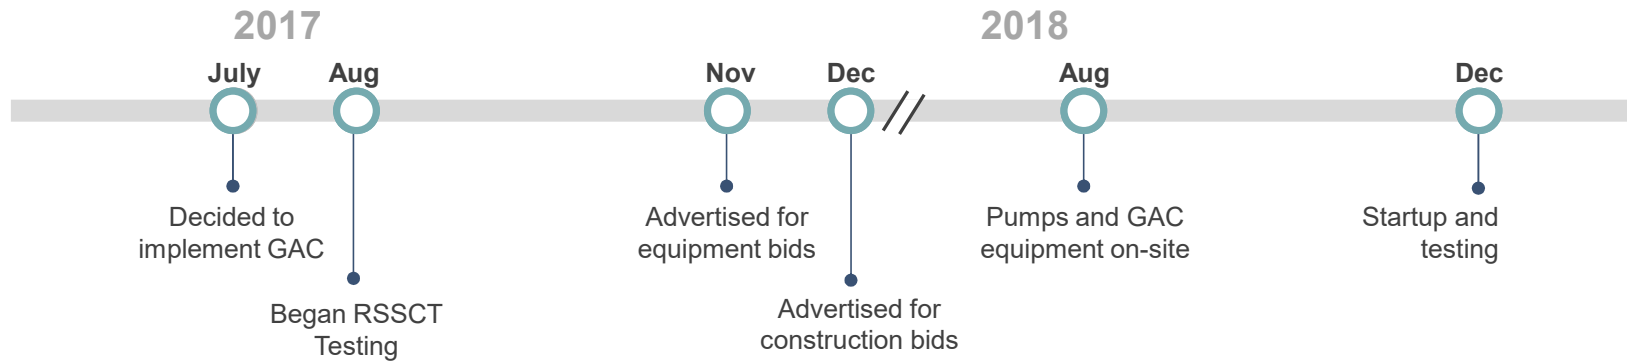 2017
2018
July
Aug
Nov
Dec
Aug
Dec
Decided to
implement GAC
Began RSSCT
Testing
Advertised for
equipment bids
Advertised for
construction bids
Pumps and GAC
equipment on-site
Startup and
testing